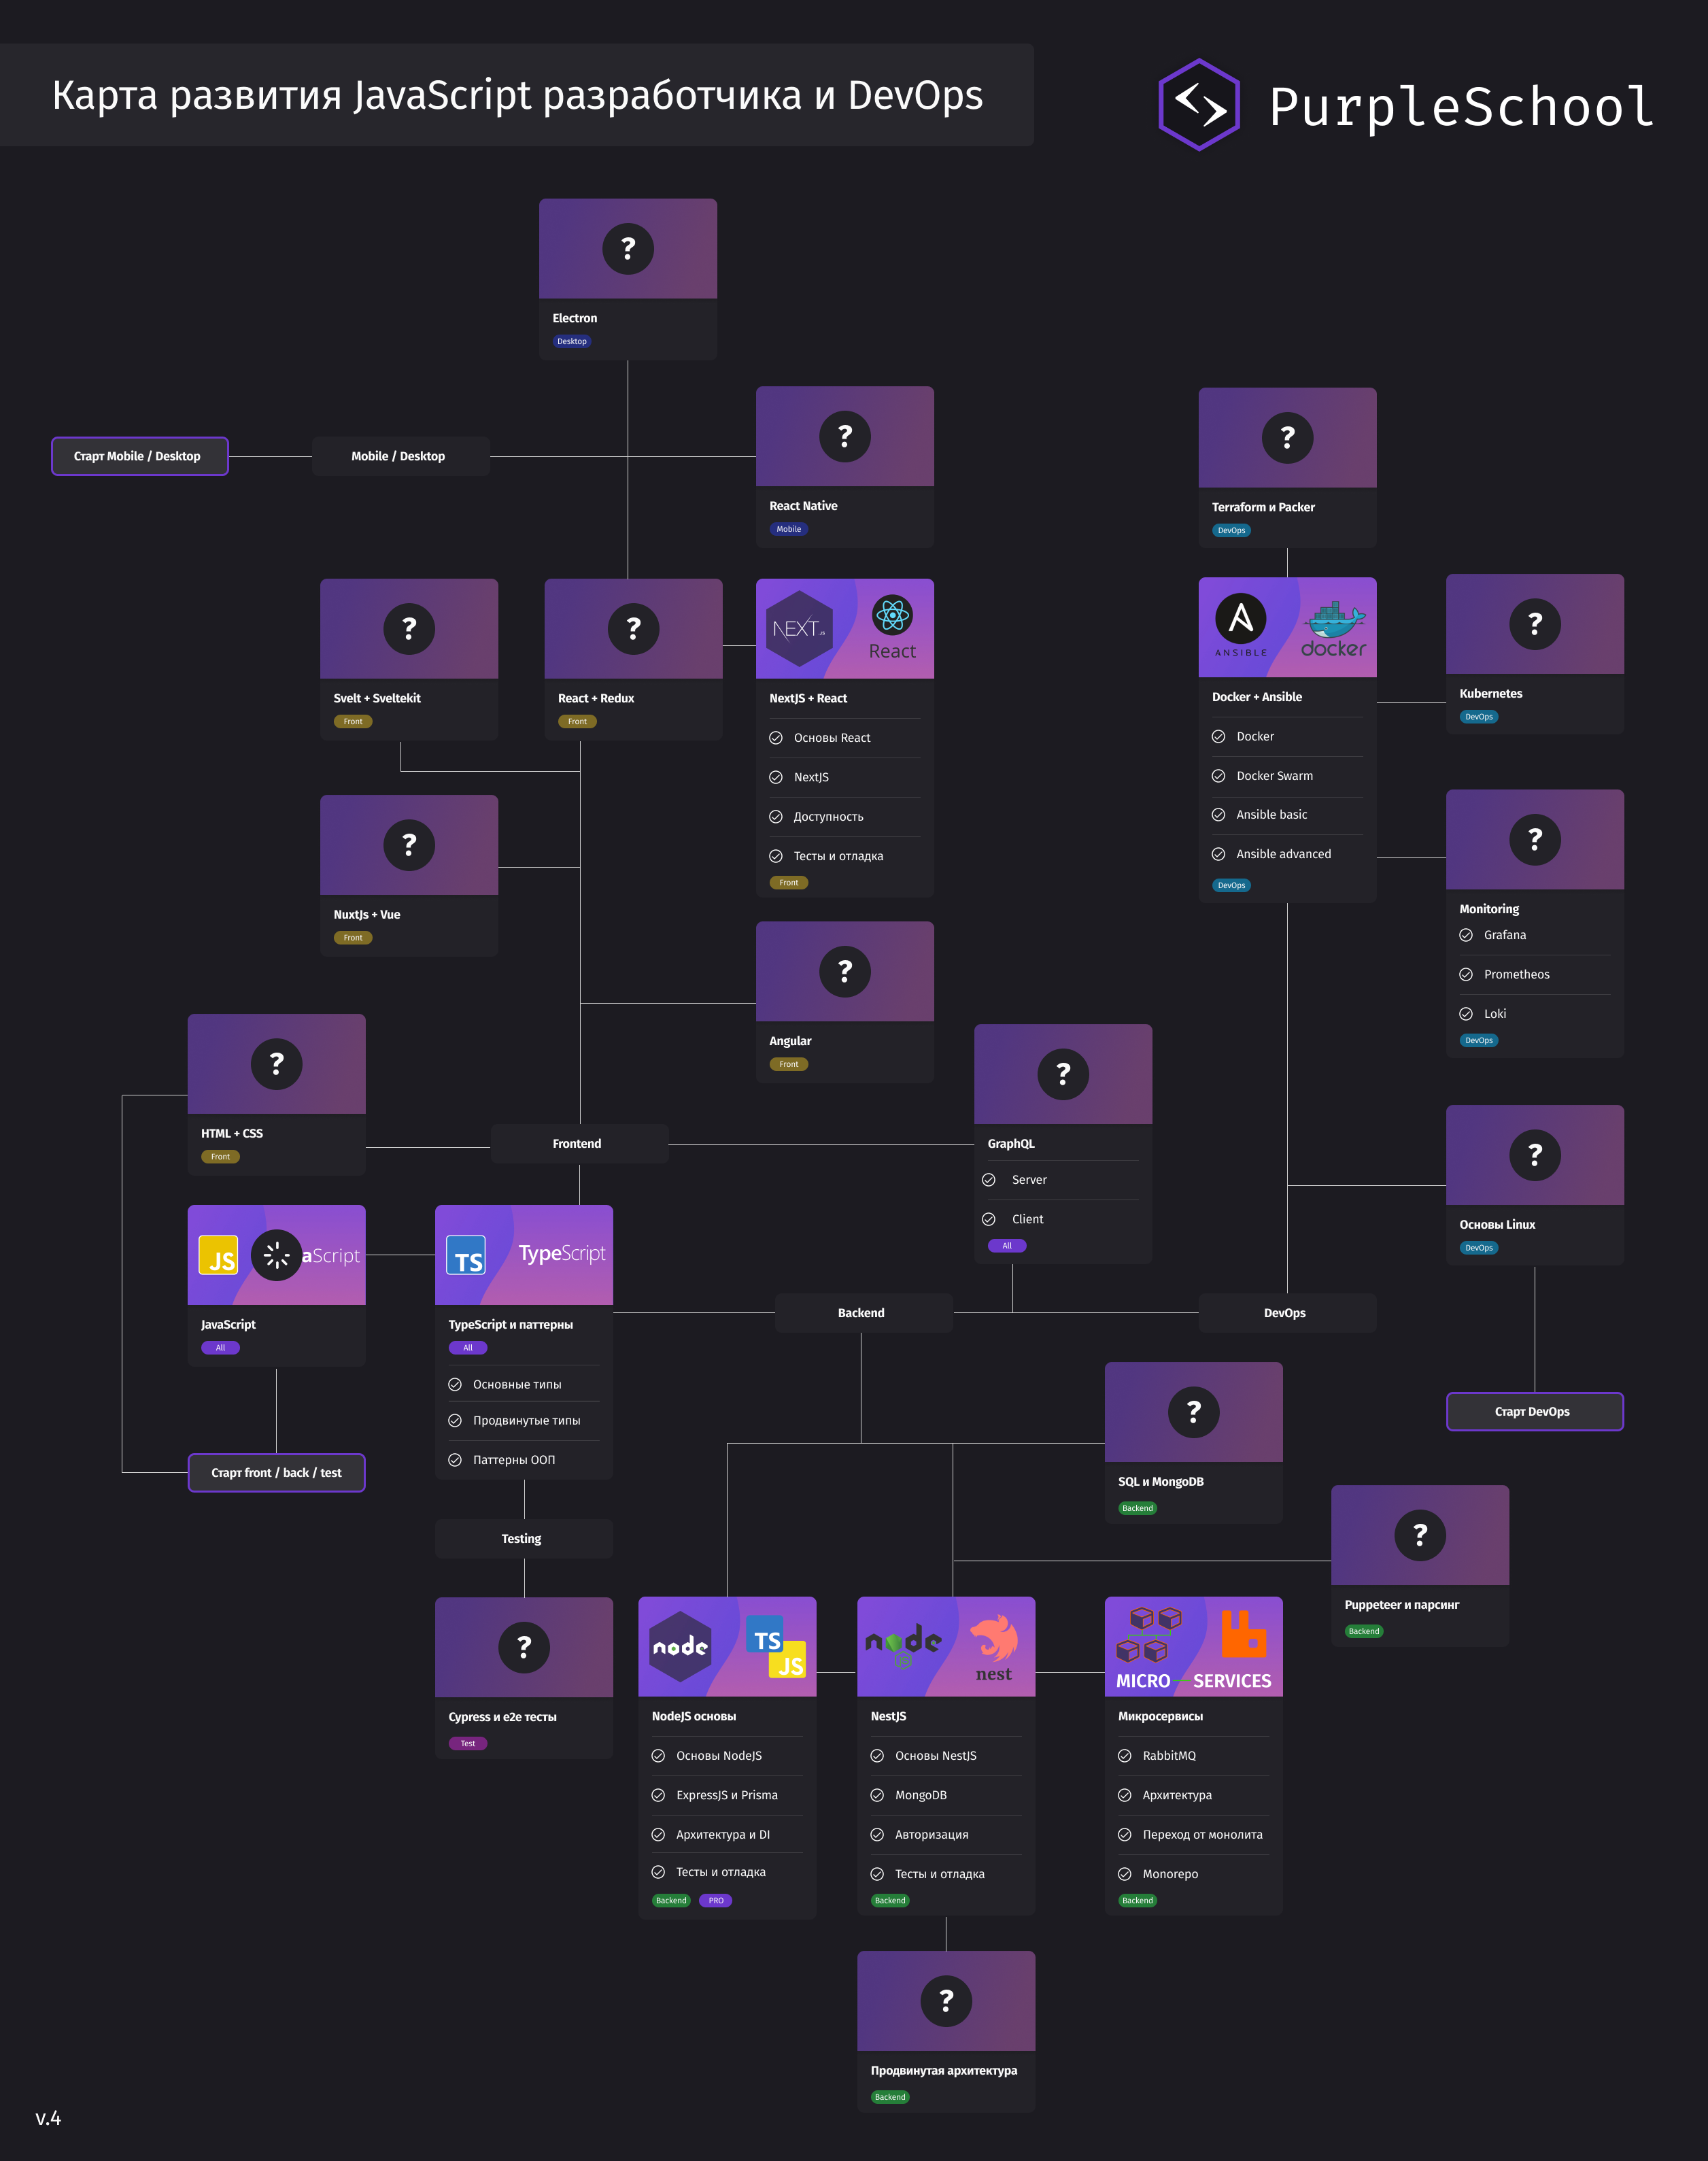 Карта развития JavaScript разработчика и DevOps
PurpleSchool
?
Electron
Desktop
Старт Mobile / Desktop
Mobile / Desktop
?
React Native
Mobile
?
Terraform и Packer
DevOps
?
Svelt + Sveltekit
Front
?
React + Redux
Front
NEXT.JS
React
NextJS + React
Основы React
NextJS
Доступность
Тесты и отладка
Front
ANSIBLE
docker
Docker + Ansible
Docker
Docker Swarm
Ansible basic
Ansible advanced
DevOps
?
Kubernetes
DevOps
?
NuxtJs + Vue
Front
?
Monitoring
Grafana
Prometheos
Loki
DevOps
?
Angular
Front
?
HTML + CSS
Front
Frontend
?
GraphQL
Server
Client
All
?
Основы Linux
DevOps
JS
aScript
JavaScript
All
TS
TypeScript
TypeScript и паттерны
All
Основные типы
Продвинутые типы
Паттерны ООП
Backend
DevOps
Старт DevOps
Старт front / back / test
?
SQL и MongoDB
Backend
Testing
?
Puppeteer и парсинг
Backend
?
Cypress и e2e тесты
Test
node
TS
JS
NodeJS основы
Основы NodeJS
ExpressJS и Prisma
Архитектура и DI
Тесты и отладка
Backend
PRO
node
JS
nest
NestJS
Основы NestJS
MongoDB
Авторизация
Тесты и отладка
Backend
MICRO SERVICES
Микросервисы
RabbitMQ
Архитектура
Переход от монолита
Monorepo
Backend
?
Продвинутая архитектура
Backend
v.4